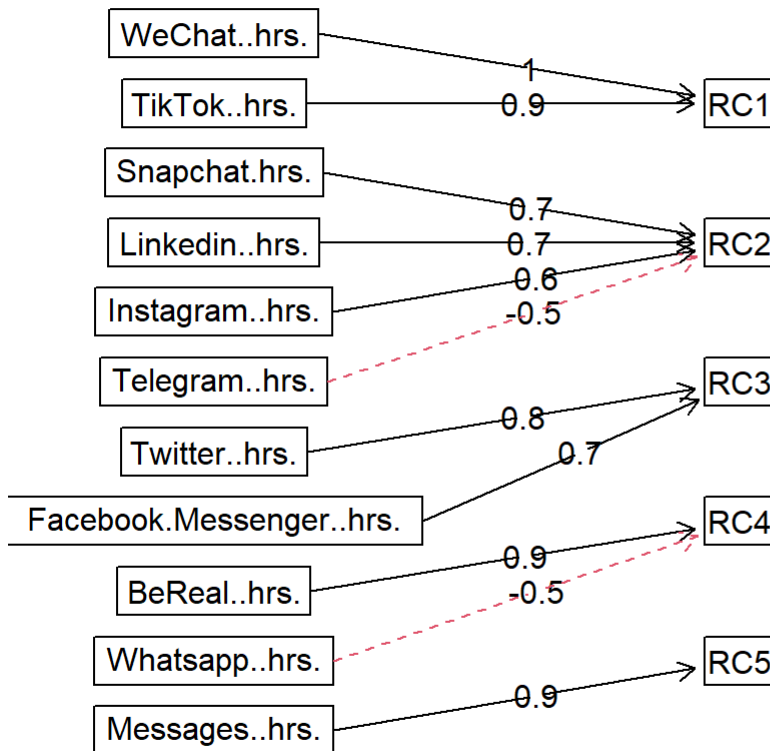 WeChat..hrs.
1
TikTok..hrs.
0.9
RC1
Snapchat.hrs.
0.7
Linkedin..hrs.
0.7
RC2
Instagram..hrs.
0.6
Telegram..hrs.
-0.5
Twitter..hrs.
0.8
RC3
Facebook.Messenger..hrs.
0.7
BeReal..hrs.
0.9
RC4
Whatsapp..hrs.
-0.5
Messages..hrs.
0.9
RC5